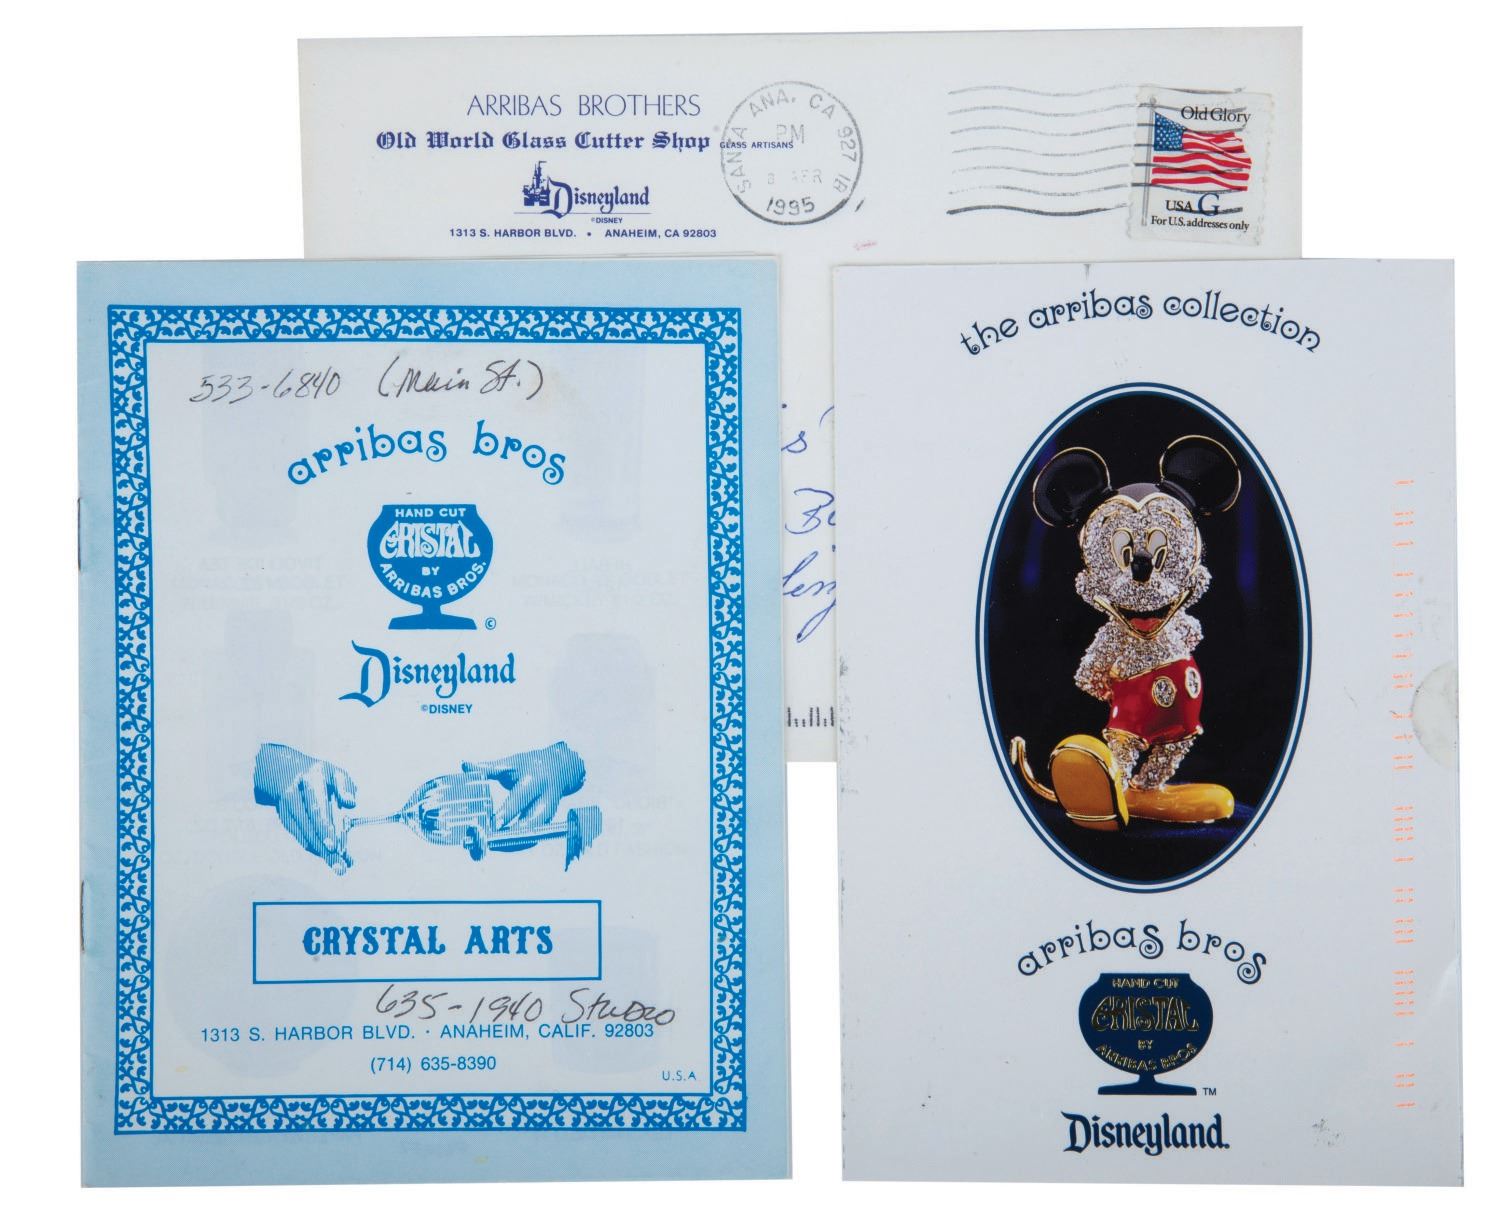 ARRIBAS BROTHERS
Old World Glass Cutter Shop
GLASS ARTISANS
Disneyland
©DISNEY
1313 S. HARBOR BLVD. • ANAHEIM, CA 92803
SANTA ANA, CA 927
PM
APR
1995
Old Glory
USA G
For U.S. addresses only
533-6840 (Main St.)
arribas bros
HAND CUT
CRISTAL
BY
ARRIBAS BROS.
©
Disneyland
©DISNEY
CRYSTAL ARTS
635-1940 Studio
1313 S. HARBOR BLVD. · ANAHEIM, CALIF. 92803
(714) 635-8390
U.S.A.
the arribas collection
arribas bros
HAND CUT
CRISTAL
BY
ARRIBAS BROS
TM
Disneyland.